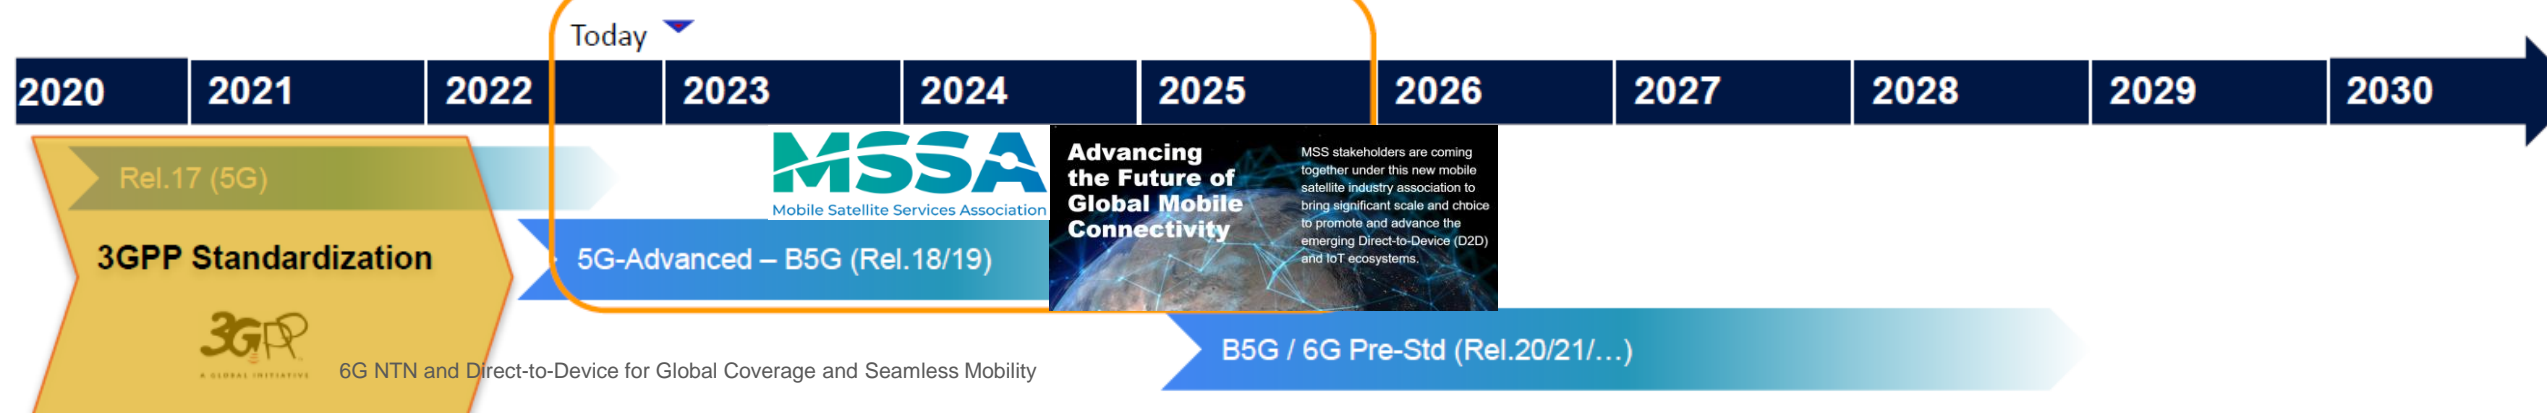 Today
2020 2021 2022 2023 2024 2025 2026 2027 2028 2029 2030
Rel.17 (5G)
MSSA
Mobile Satellite Services Association
Advancing
the Future of
Global Mobile
Connectivity
MSS stakeholders are coming
together under this new mobile
satellite industry association to
bring significant scale and choice
to promote and advance the
emerging Direct-to-Device (D2D)
and IoT ecosystems.
3GPP Standardization
5G-Advanced – B5G (Rel.18/19)
3GPP
A GLOBAL INITIATIVE
B5G / 6G Pre-Std (Rel.20/21/…)
6G NTN and Direct-to-Device for Global Coverage and Seamless Mobility